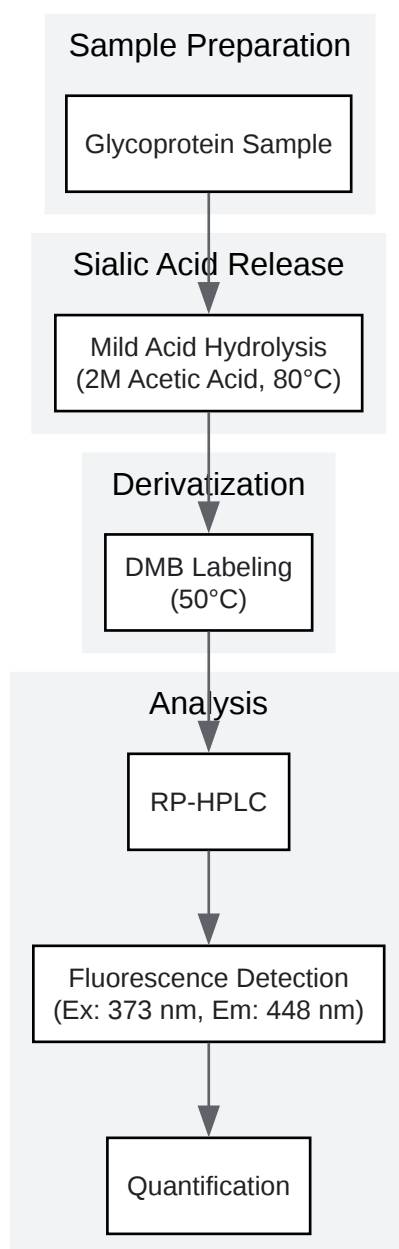 Sample Preparation
Glycoprotein Sample
Sialic Acid Release
Mild Acid Hydrolysis
(2M Acetic Acid, 80°C)
Derivatization
DMB Labeling
(50°C)
Analysis
RP-HPLC
Fluorescence Detection
(Ex: 373 nm, Em: 448 nm)
Quantification